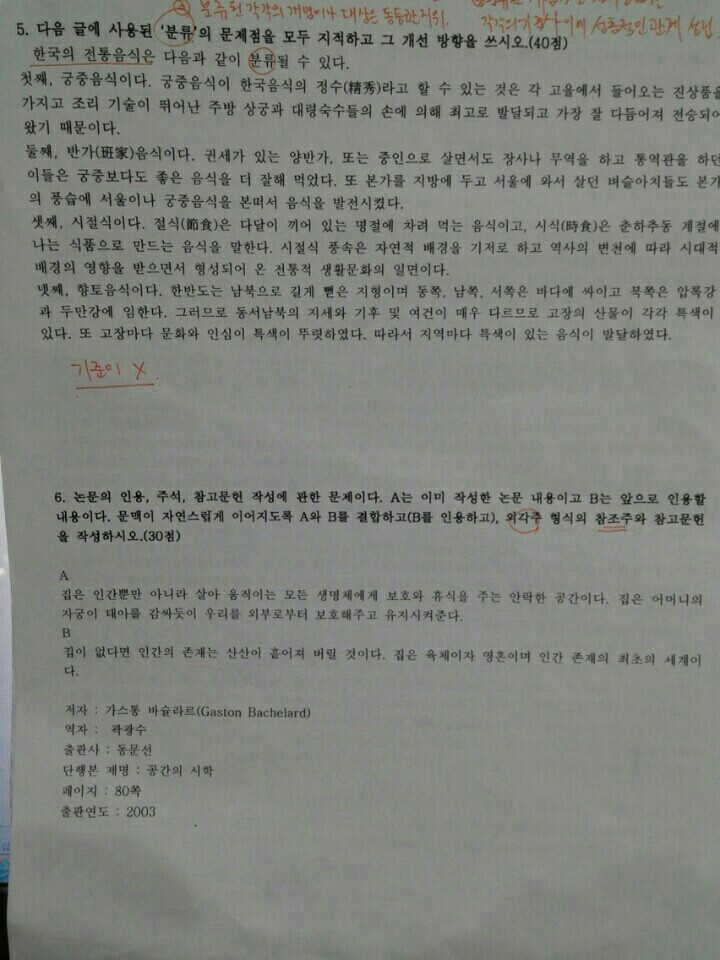 분류된 각각의 개념이나 대상은 동등한
각각의 성립
5. 다음 글에 사용된 ‘분류’의 문제점을 모두 지적하고 그 개선 방향을 쓰시오.(40점)
한국의 전통음식은 다음과 같이 분류될 수 있다.
첫째, 궁중음식이다. 궁중음식이 한국음식의 정수(精秀)라고 할 수 있는 것은 각 고을에서 들어오는 진상품을
가지고 조리 기술이 뛰어난 주방 상궁과 대령숙수들의 손에 의해 최고로 발달되고 가장 잘 다듬어져 전승되어
왔기 때문이다.
둘째, 반가(班家)음식이다. 권세가 있는 양반가, 또는 중인으로 살면서도 장사나 무역을 하고 통역관을 하던
이들은 궁중보다도 좋은 음식을 더 잘해 먹었다. 또 본가를 지방에 두고 서울에 와서 살던 벼슬아치들도 본가
의 풍습에 서울이나 궁중음식을 본떠서 음식을 발전시켰다.
셋째, 시절식이다. 절식(節食)은 다달이 끼어 있는 명절에 차려 먹는 음식이고, 시식(時食)은 춘하추동 계절에
나는 식품으로 만드는 음식을 말한다. 시절식 풍속은 자연적 배경을 기저로 하고 역사의 변천에 따라 시대적
배경의 영향을 받으면서 형성되어 온 전통적 생활문화의 일면이다.
넷째, 향토음식이다. 한반도는 남북으로 길게 뻗은 지형이며 동쪽, 남쪽, 서쪽은 바다에 싸이고 북쪽은 압록강
과 두만강에 임한다. 그러므로 동서남북의 지세와 기후 및 여건이 매우 다르므로 고장의 산물이 각각 특색이
있다. 또 고장마다 문화와 인심이 특색이 뚜렷하였다. 따라서 지역마다 특색이 있는 음식이 발달하였다.
기준이 X.
6. 논문의 인용, 주석, 참고문헌 작성에 관한 문제이다. A는 이미 작성한 논문 내용이고 B는 앞으로 인용할
내용이다. 문맥이 자연스럽게 이어지도록 A와 B를 결합하고(B를 인용하고), 외각주 형식의 참조주와 참고문헌
을 작성하시오.(30점)
A
집은 인간뿐만 아니라 살아 움직이는 모든 생명체에게 보호와 휴식을 주는 안락한 공간이다. 집은 어머니의
자궁이 태아를 감싸듯이 우리를 외부로부터 보호해주고 유지시켜준다.
B
집이 없다면 인간의 존재는 산산이 흩어져 버릴 것이다. 집은 육체이자 영혼이며 인간 존재의 최초의 세계이
다.
저자 : 가스통 바슐라르(Gaston Bachelard)
역자 : 곽광수
출판사 : 동문선
단행본 제명 : 공간의 시학
페이지 : 80쪽
출판연도 : 2003